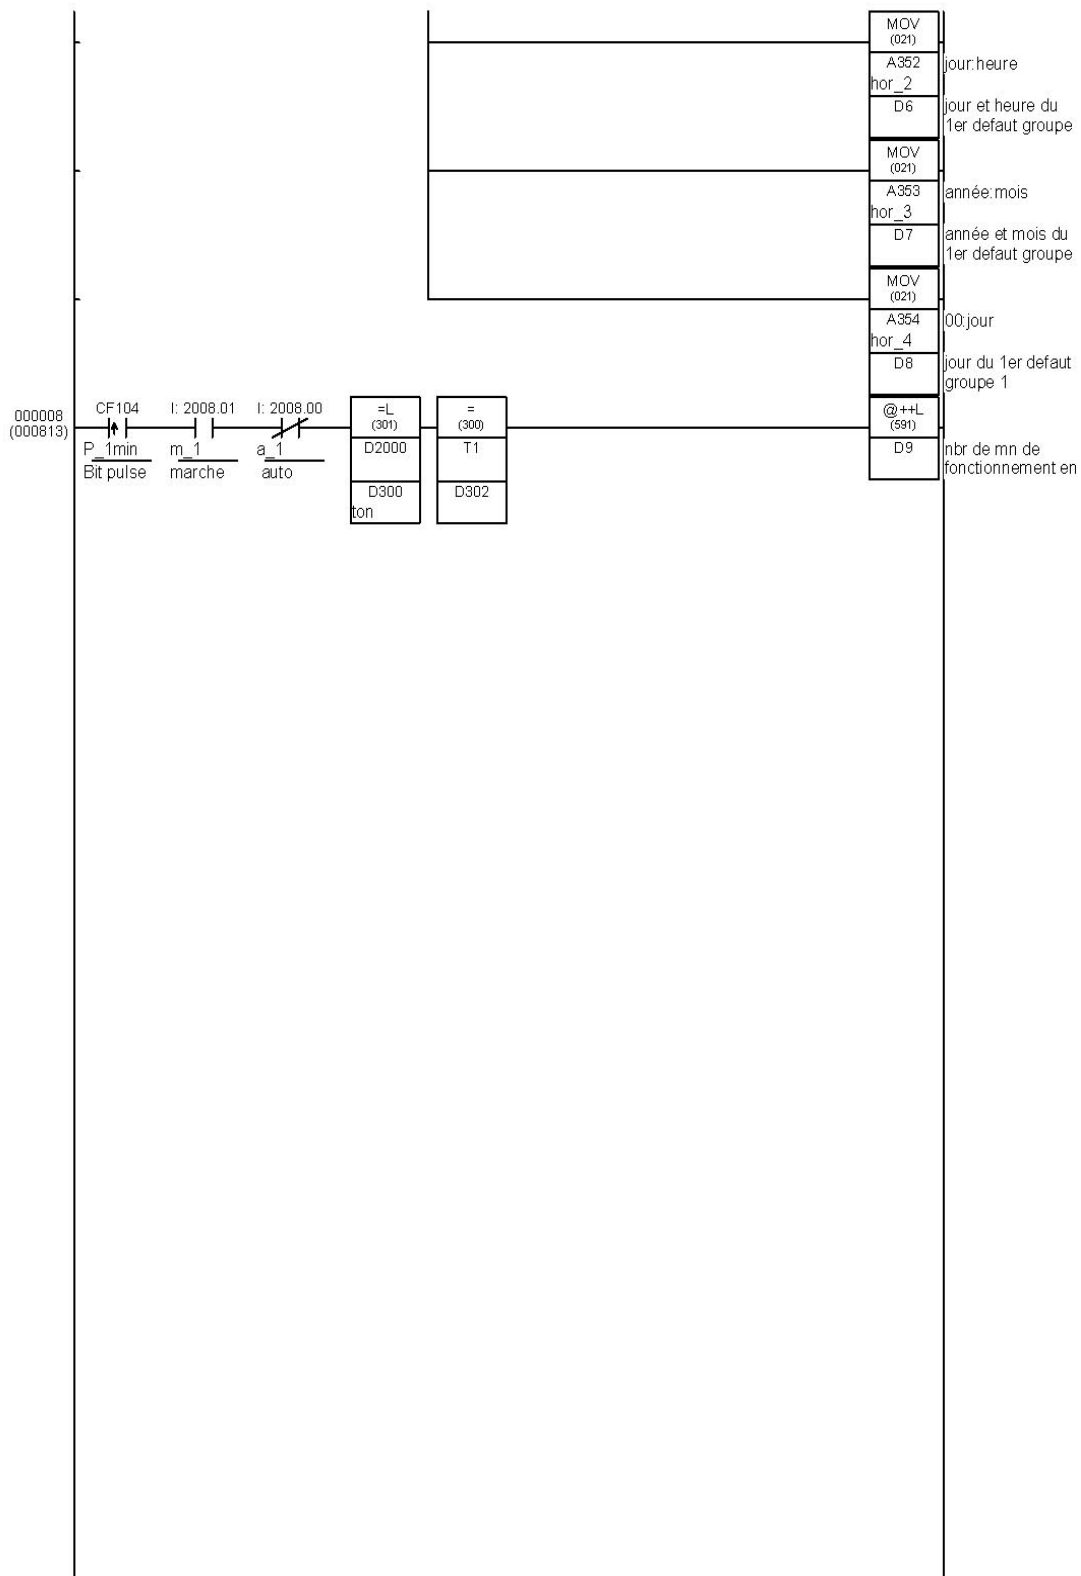 MOV
(021)
A352
hor_2
jour:heure
D6
jour et heure du
1er defaut groupe
MOV
(021)
A353
hor_3
année:mois
D7
année et mois du
1er defaut groupe
MOV
(021)
A354
hor_4
00:jour
D8
jour du 1er defaut
groupe 1
000008
(000813)
CF104
P_1min
Bit pulse
I: 2008.01
m_1
marche
I: 2008.00
a_1
auto
=L
(301)
D2000
D300
ton
=
(300)
T1
D302
@++L
(591)
D9
nbr de mn de
fonctionnement en